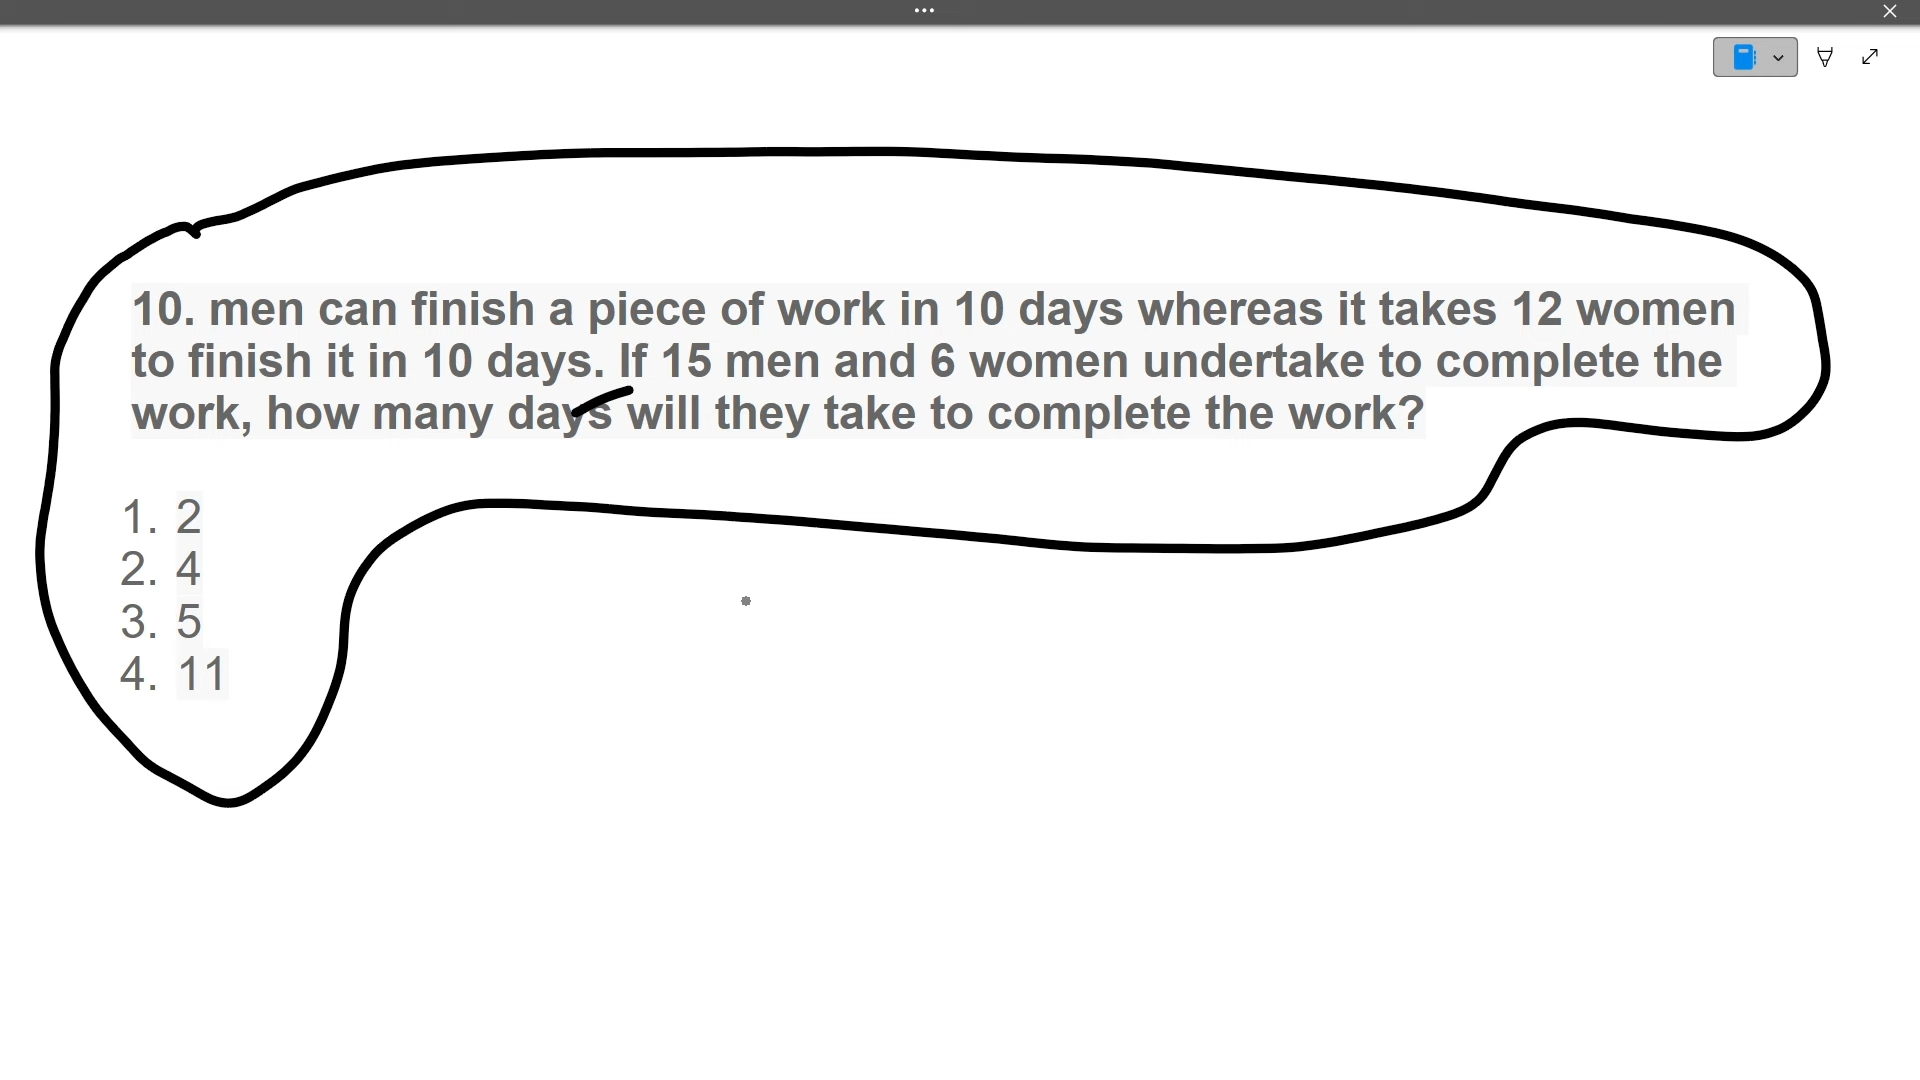 10. men can finish a piece of work in 10 days whereas it takes 12 women
to finish it in 10 days. If 15 men and 6 women undertake to complete the
work, how many days will they take to complete the work?
1. 2
2. 4
3. 5
4. 11